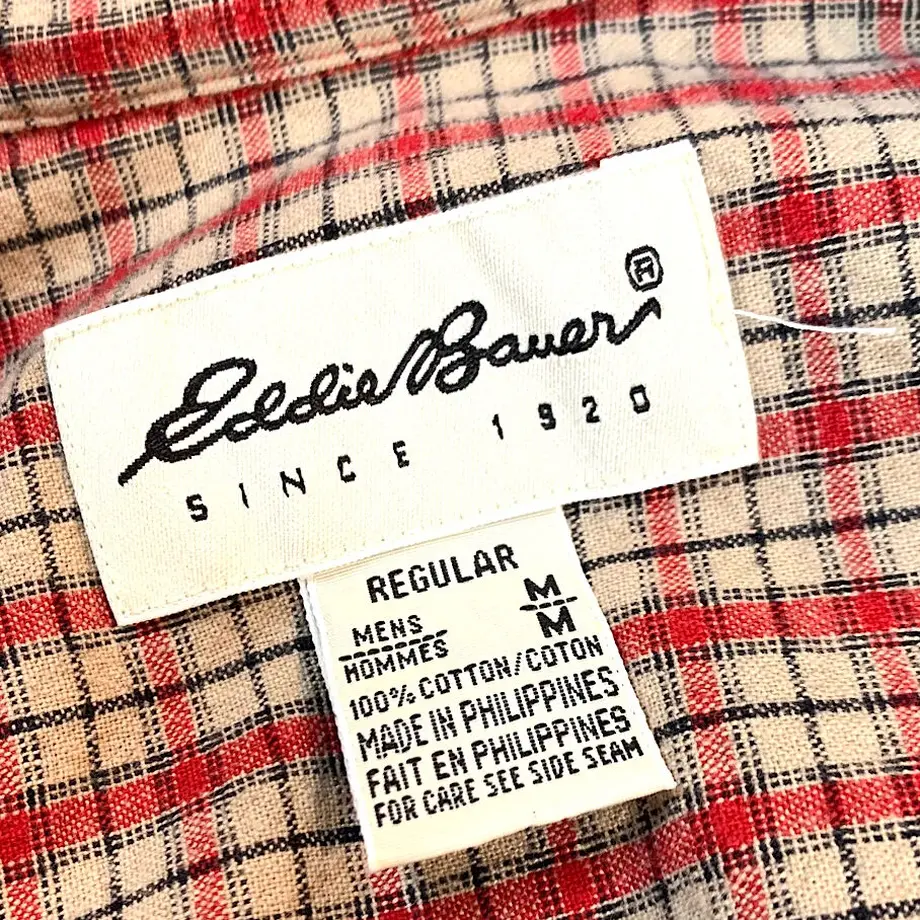 Eddie Bauer®
SINCE 1920
REGULAR
MENS M
HOMMES M
100% COTTON/COTON
MADE IN PHILIPPINES
FAIT EN PHILIPPINES
FOR CARE SEE SIDE SEAM